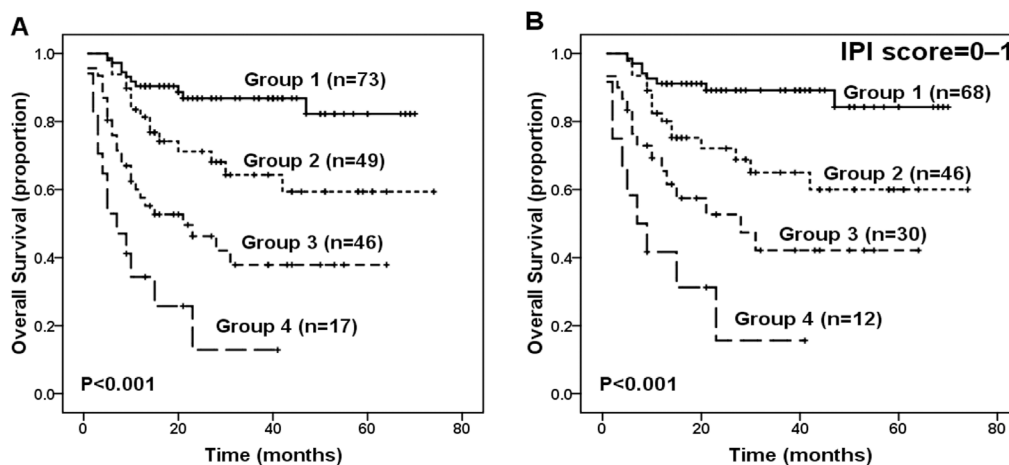 A
Overall Survival (proportion)
1.0
0.8
0.6
0.4
0.2
0.0
Group 1 (n=73)
Group 2 (n=49)
Group 3 (n=46)
Group 4 (n=17)
P<0.001
0 20 40 60 80
Time (months)
B
IPI score=0–1
Overall Survival (proportion)
1.0
0.8
0.6
0.4
0.2
0.0
Group 1 (n=68)
Group 2 (n=46)
Group 3 (n=30)
Group 4 (n=12)
P<0.001
0 20 40 60 80
Time (months)